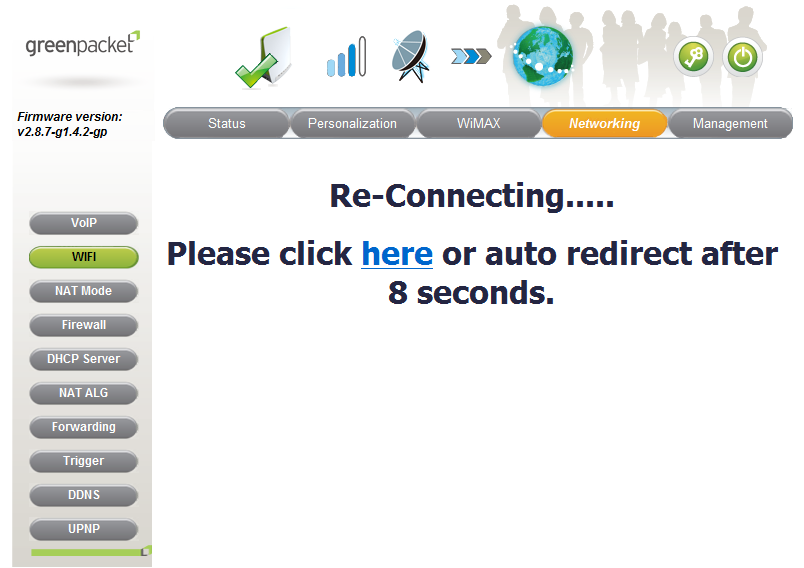 greenpacket
Firmware version:
v2.8.7-g1.4.2-gp
Status
Personalization
WiMAX
Networking
Management
VoIP
WIFI
NAT Mode
Firewall
DHCP Server
NAT ALG
Forwarding
Trigger
DDNS
UPNP
Re-Connecting.....
Please click here or auto redirect after
8 seconds.